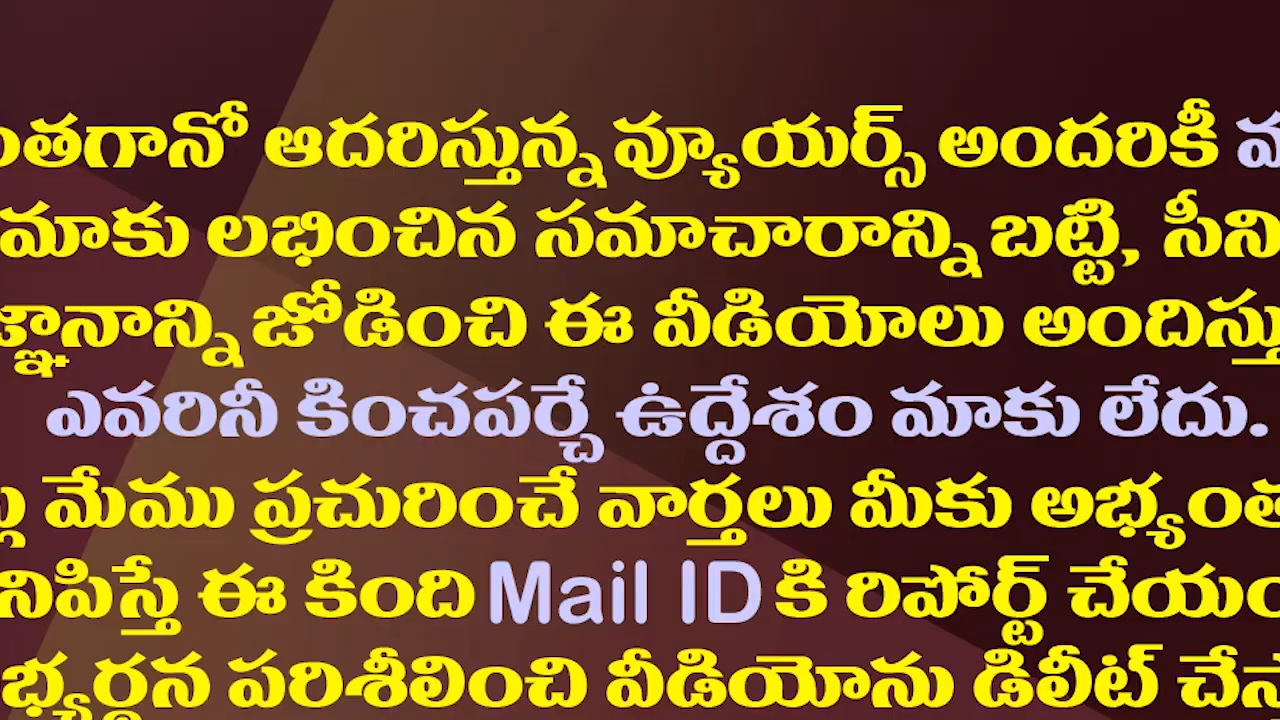 ంతగానో ఆదరిస్తున్న వ్యూయర్స్ అందరికీ
మాకు లభించిన సమాచారాన్ని బట్టి, సీని
జ్ఞానాన్ని జోడించి ఈ వీడియోలు అందిస్తు
ఎవరినీ కించపర్చే ఉద్దేశం మాకు లేదు.
మేము ప్రచురించే వార్తలు మీకు అభ్యంత
నిపిస్తే ఈ కింది Mail ID కి రిపోర్ట్ చేయం
భ్యర్థన పరిశీలించి వీడియోను డిలీట్ చేస